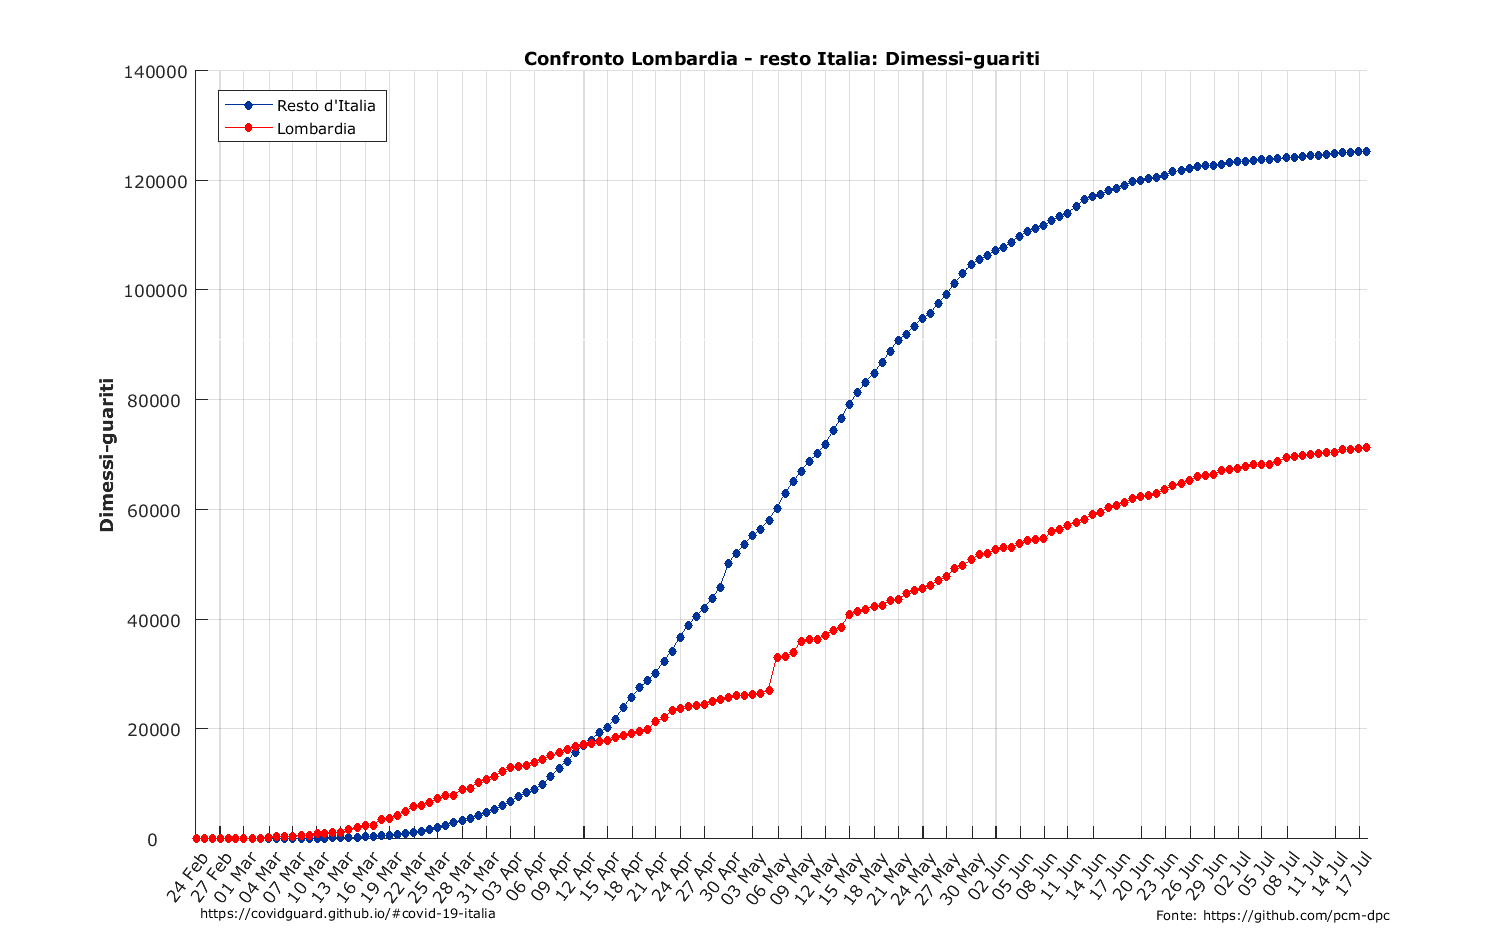 Confronto Lombardia - resto Italia: Dimessi-guariti
140000
120000
100000
80000
60000
40000
20000
0
Dimessi-guariti
Resto d'Italia
Lombardia
24 Feb
27 Feb
01 Mar
04 Mar
07 Mar
10 Mar
13 Mar
16 Mar
19 Mar
22 Mar
25 Mar
28 Mar
31 Mar
03 Apr
06 Apr
09 Apr
12 Apr
15 Apr
18 Apr
21 Apr
24 Apr
27 Apr
30 Apr
03 May
06 May
09 May
12 May
15 May
18 May
21 May
24 May
27 May
30 May
02 Jun
05 Jun
08 Jun
11 Jun
14 Jun
17 Jun
20 Jun
23 Jun
26 Jun
29 Jun
02 Jul
05 Jul
08 Jul
11 Jul
14 Jul
17 Jul
https://covidguard.github.io/#covid-19-italia
Fonte: https://github.com/pcm-dpc